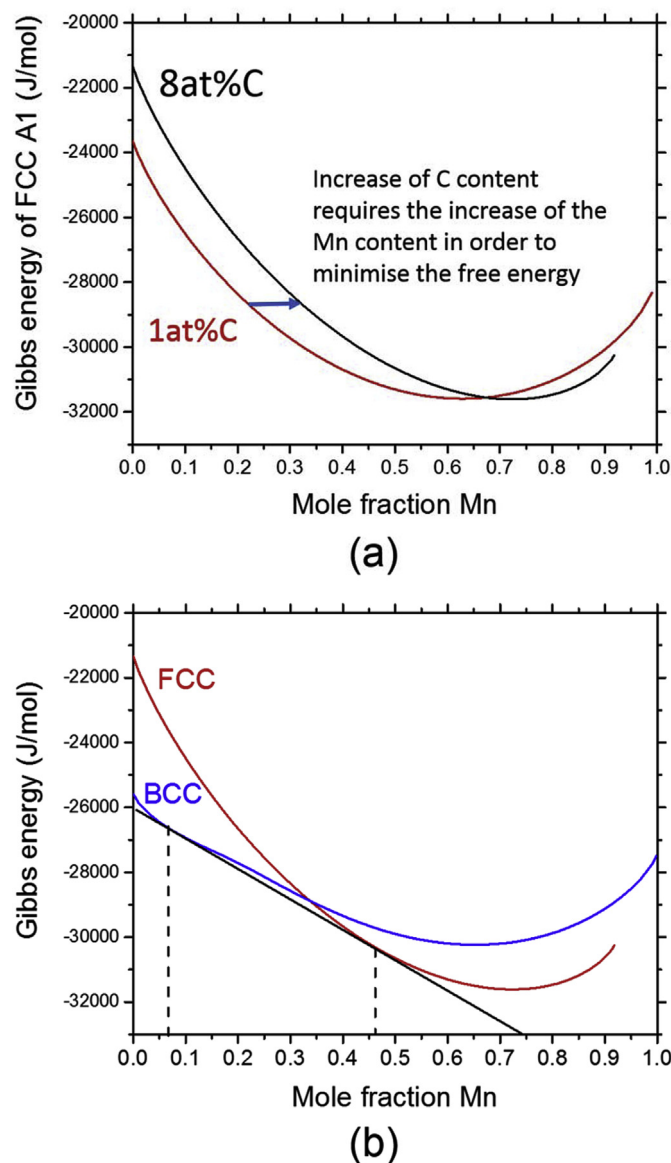 -20000
8at%C
-22000
-24000
Increase of C content
requires the increase of the
Mn content in order to
minimise the free energy
-26000
-28000
1at%C
-30000
-32000
Gibbs energy of FCC A1 (J/mol)
0.0 0.1 0.2 0.3 0.4 0.5 0.6 0.7 0.8 0.9 1.0
Mole fraction Mn
(a)
-20000
-22000
FCC
-24000
BCC
-26000
-28000
-30000
-32000
Gibbs energy (J/mol)
0.0 0.1 0.2 0.3 0.4 0.5 0.6 0.7 0.8 0.9 1.0
Mole fraction Mn
(b)